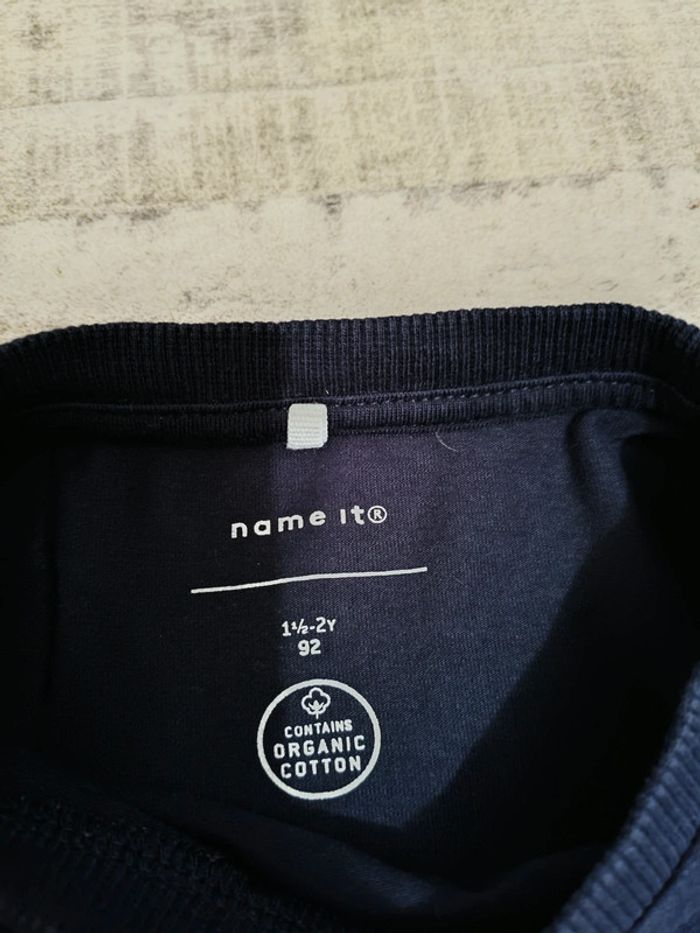 name it®
1½-2Y
92
CONTAINS
ORGANIC
COTTON